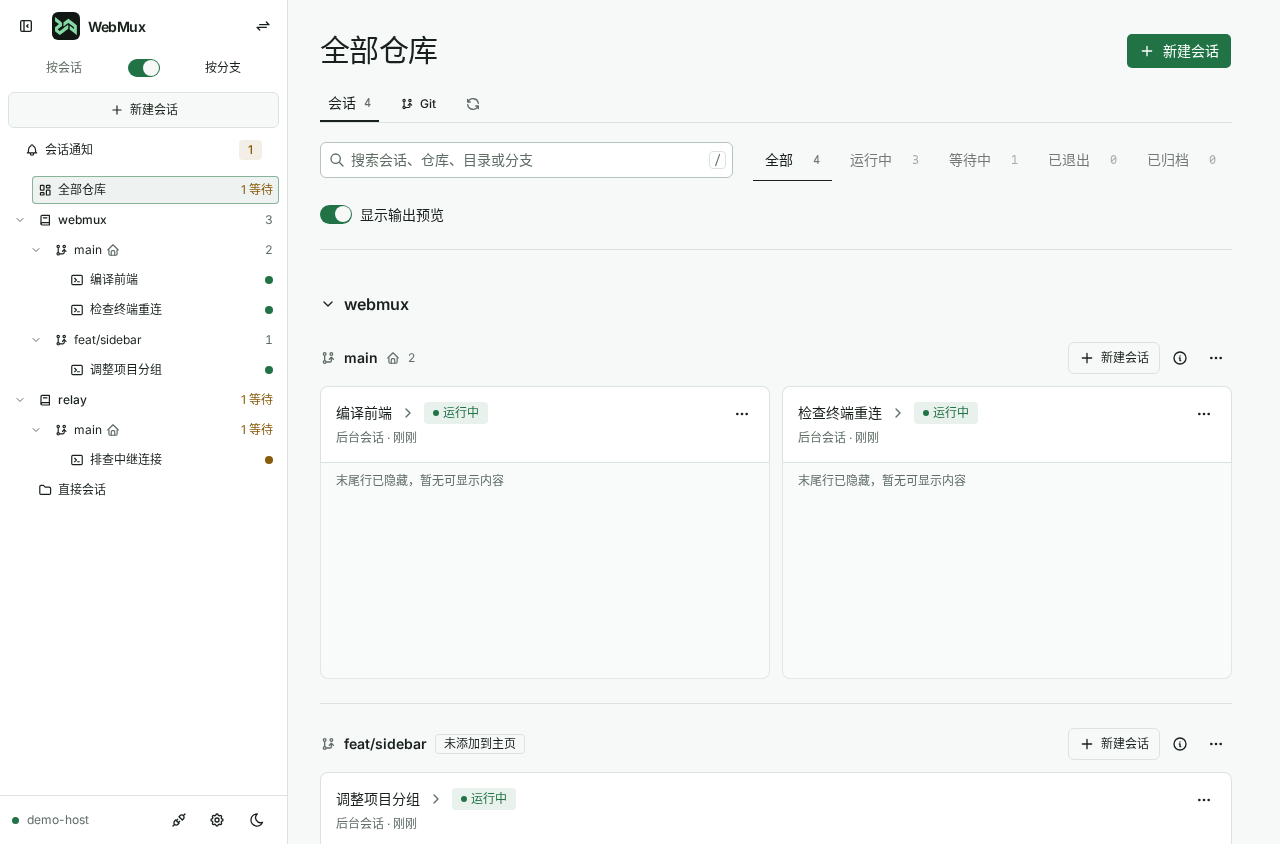 WebMux
按会话 按分支
新建会话
会话通知 1
全部仓库 1 等待
webmux 3
main 2
编译前端
检查终端重连
feat/sidebar 1
调整项目分组
relay 1 等待
main 1 等待
排查中继连接
直接会话
demo-host
全部仓库 新建会话
会话 4 Git
搜索会话、仓库、目录或分支 / 全部 4 运行中 3 等待中 1 已退出 0 已归档 0
显示输出预览
webmux
main 2 新建会话
编译前端 运行中
后台会话 · 刚刚
末尾行已隐藏，暂无可显示内容
检查终端重连 运行中
后台会话 · 刚刚
末尾行已隐藏，暂无可显示内容
feat/sidebar 未添加到主页 新建会话
调整项目分组 运行中
后台会话 · 刚刚